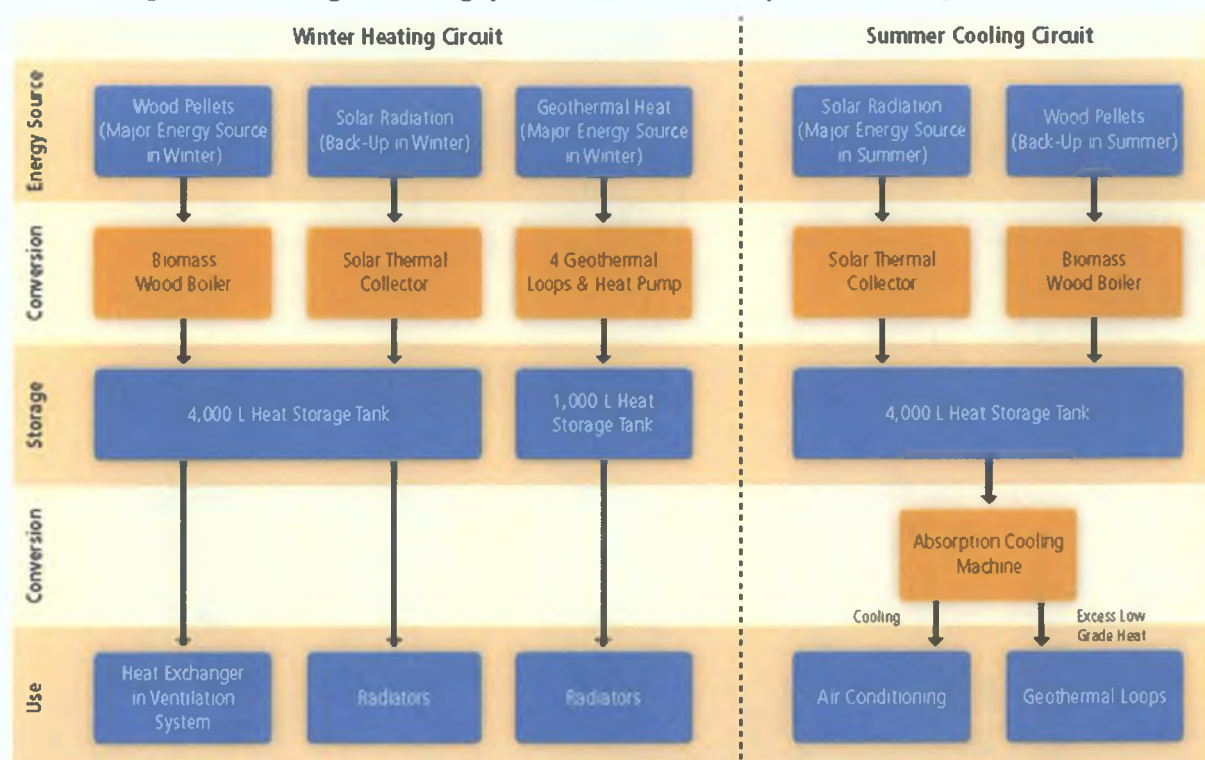 Winter Heating Circuit
Summer Cooling Circuit
Energy Source
Wood Pellets
(Major Energy Source
in Winter)
Solar Radiation
(Back-Up in Winter)
Geothermal Heat
(Major Energy Source
in Winter)
Solar Radiation
(Major Energy Source
in Summer)
Wood Pellets
(Back-Up in Summer)
Conversion
Biomass
Wood Boiler
Solar Thermal
Collector
4 Geothermal
Loops & Heat Pump
Solar Thermal
Collector
Biomass
Wood Boiler
Storage
4,000 L Heat Storage Tank
1,000 L Heat
Storage Tank
4,000 L Heat Storage Tank
Conversion
Absorption Cooling
Machine
Cooling
Excess Low
Grade Heat
Use
Heat Exchanger
in Ventilation
System
Radiators
Radiators
Air Conditioning
Geothermal Loops